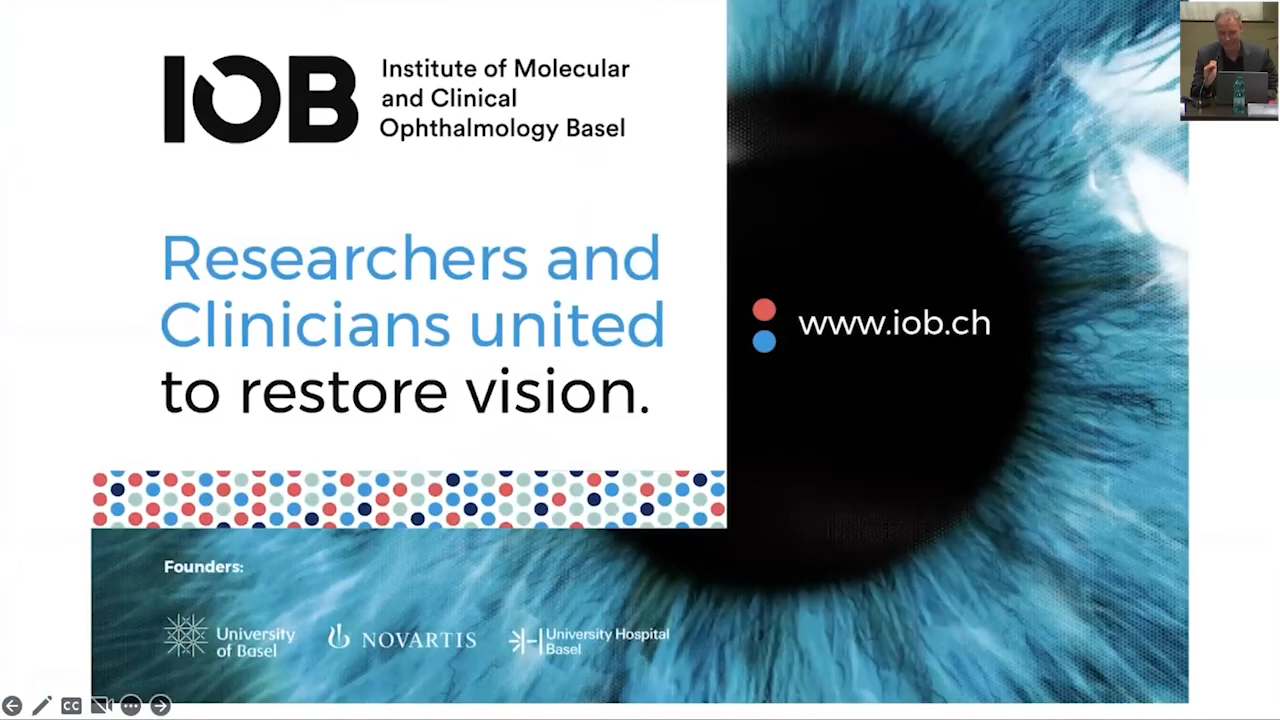 IOB
Institute of Molecular
and Clinical
Ophthalmology Basel
Researchers and
Clinicians united
to restore vision.
www.iob.ch
Founders:
University
of Basel
NOVARTIS
University Hospital
Basel
CC